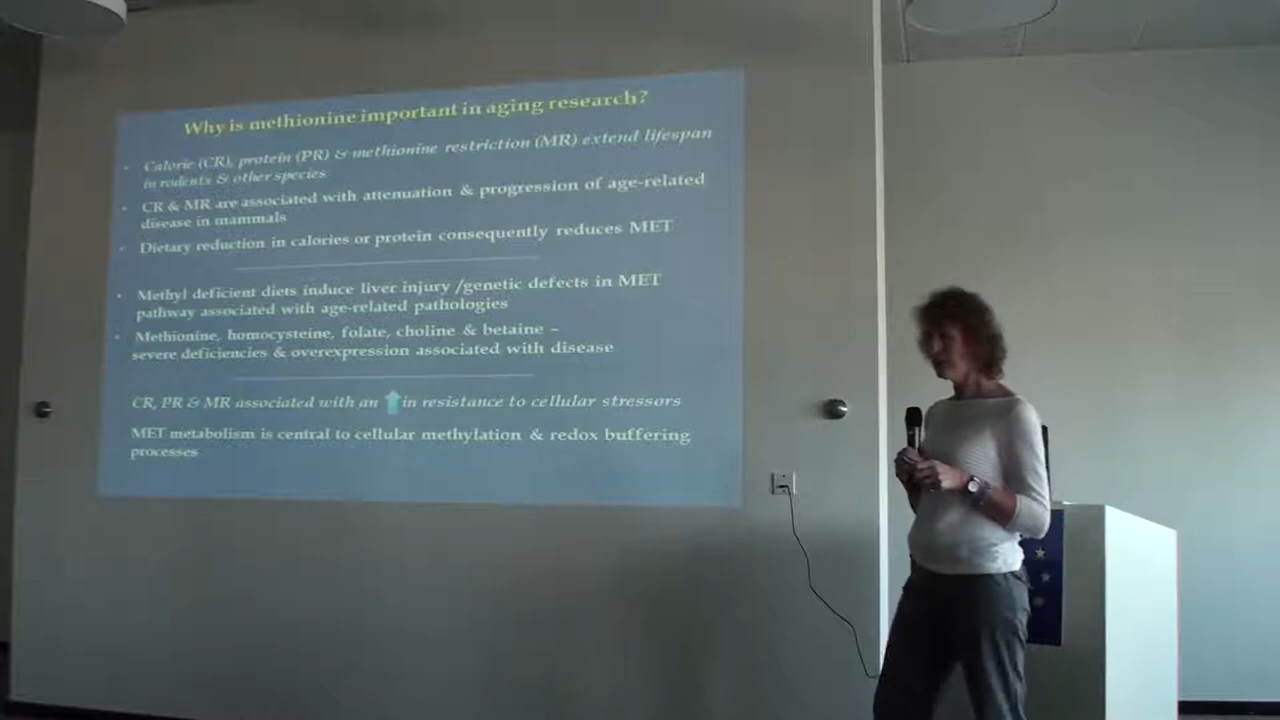 Why is methionine important in aging research?
Calorie (CR), protein (PR) & methionine restriction (MR) extend lifespan
in rodents & other species
CR & MR are associated with attenuation & progression of age-related
disease in mammals
Dietary reduction in calories or protein consequently reduces MET
Methyl deficient diets induce liver injury /genetic defects in MET
pathway associated with age-related pathologies
Methionine, homocysteine, folate, choline & betaine –
severe deficiencies & overexpression associated with disease
CR, PR & MR associated with an in resistance to cellular stressors
MET metabolism is central to cellular methylation & redox buffering
processes